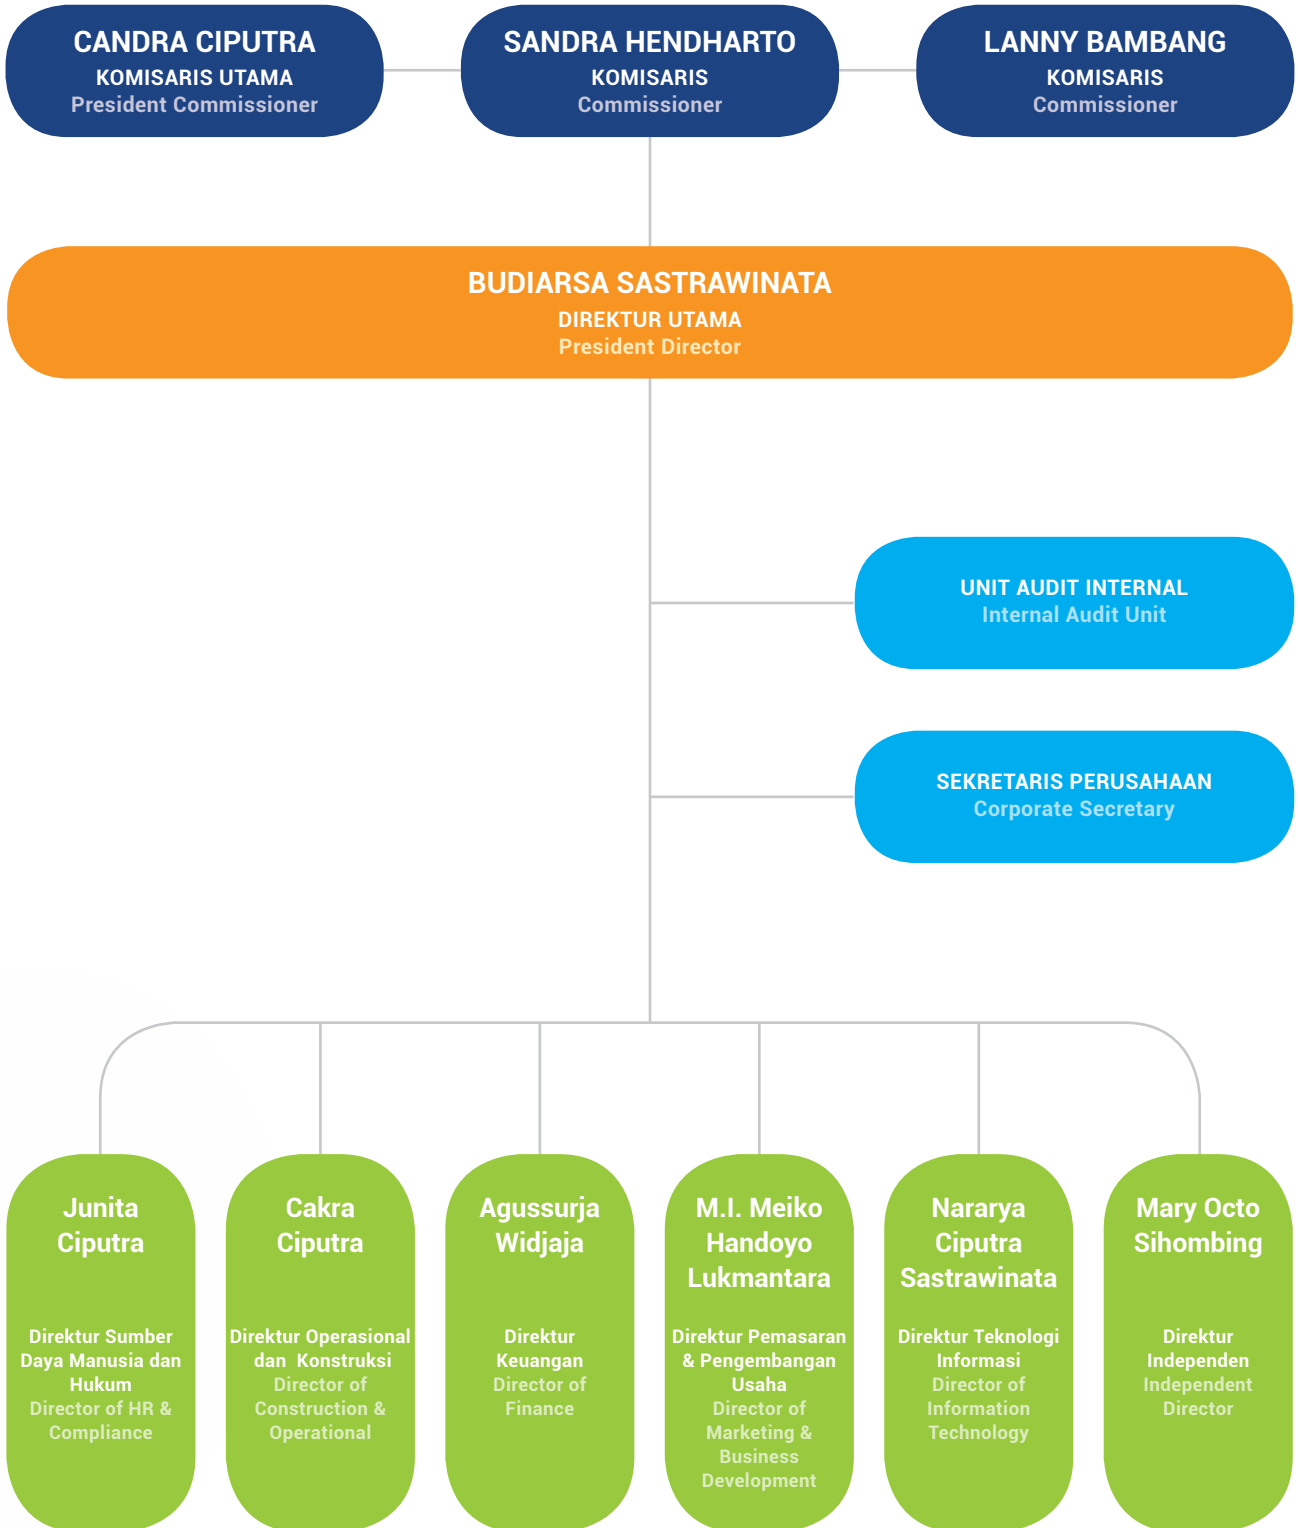 CANDRA CIPUTRA
KOMISARIS UTAMA
President Commissioner
SANDRA HENDHARTO
KOMISARIS
Commissioner
LANNY BAMBANG
KOMISARIS
Commissioner
BUDIARSA SASTRAWINATA
DIREKTUR UTAMA
President Director
UNIT AUDIT INTERNAL
Internal Audit Unit
SEKRETARIS PERUSAHAAN
Corporate Secretary
Junita
Ciputra
Direktur Sumber
Daya Manusia dan
Hukum
Director of HR &
Compliance
Cakra
Ciputra
Direktur Operasional
dan Konstruksi
Director of
Construction &
Operational
Agussurja
Widjaja
Direktur
Keuangan
Director of
Finance
M.I. Meiko
Handoyo
Lukmantara
Direktur Pemasaran
& Pengembangan
Usaha
Director of
Marketing &
Business
Development
Nararya
Ciputra
Sastrawinata
Direktur Teknologi
Informasi
Director of
Information
Technology
Mary Octo
Sihombing
Direktur
Independen
Independent
Director